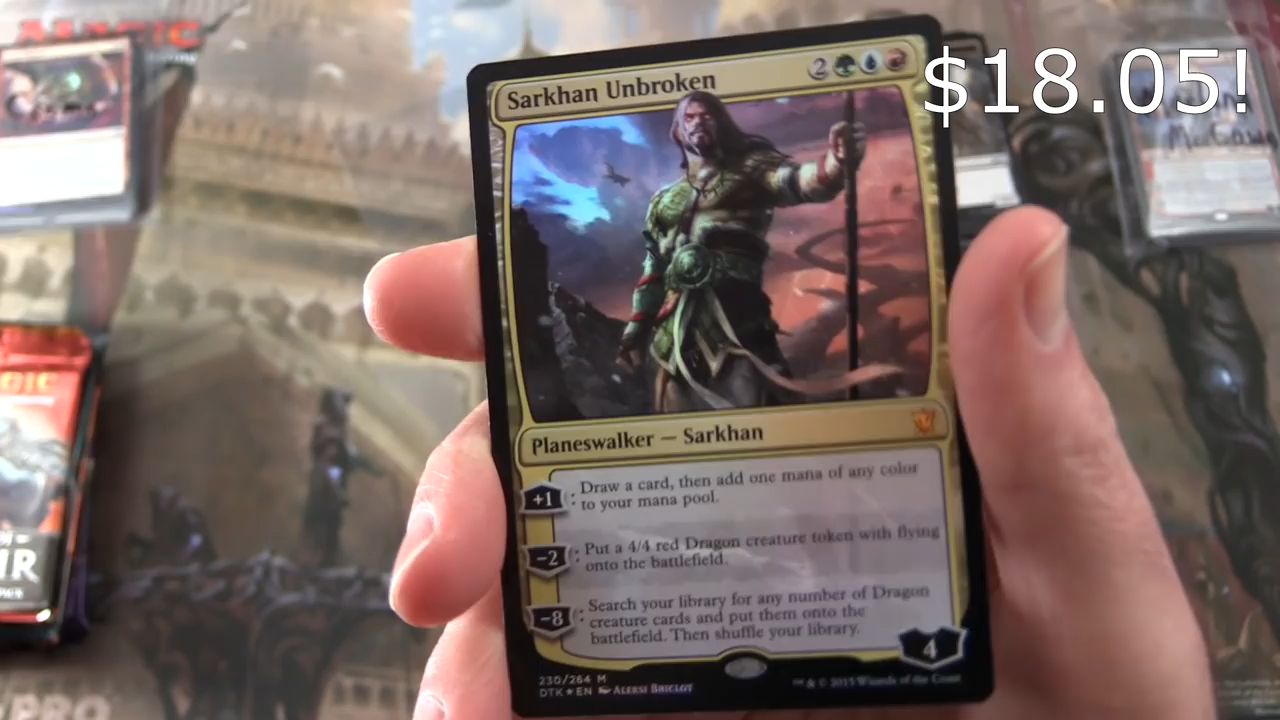 MAGIC
$18.05!
Sarkhan Unbroken
2
Planeswalker — Sarkhan
+1: Draw a card, then add one mana of any color
to your mana pool.
−2: Put a 4/4 red Dragon creature token with flying
onto the battlefield.
−8: Search your library for any number of Dragon
creature cards and put them onto the
battlefield. Then shuffle your library.
4
230/264 M
DTK ★ EN Aleksi Briclot
™ & © 2015 Wizards of the Coast